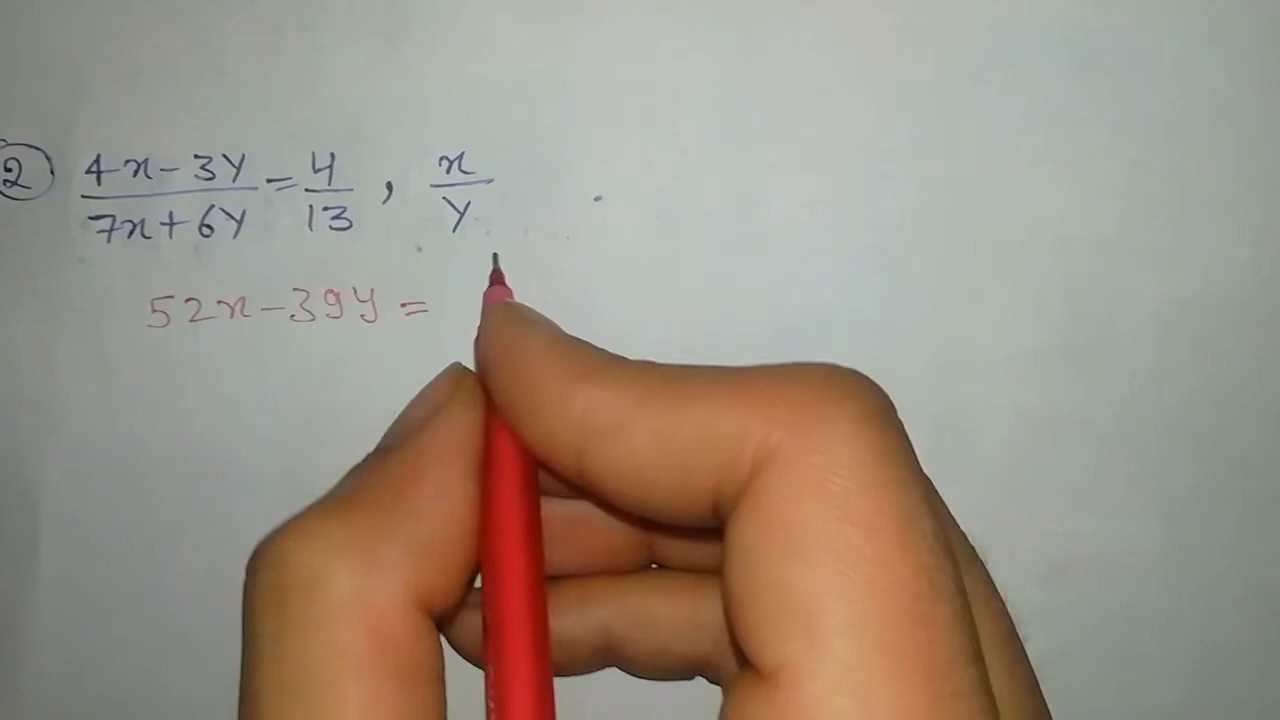 ② (4x-3y)/(7x+6y) = 4/13 , x/y
52x-39y =